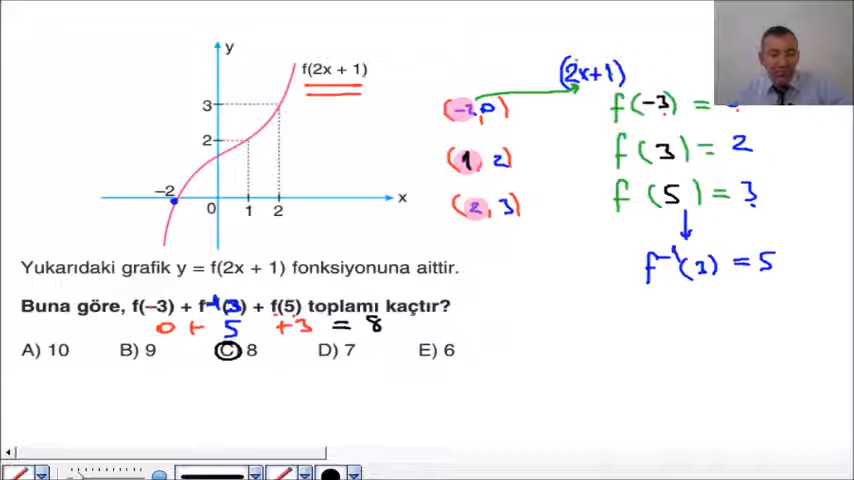 y
f(2x + 1)
3
2
–2
0
1
2
x
(2x+1)
(-2, 0)
f(-3) =
(1, 2)
f(3) = 2
(2, 3)
f(5) = 3
f⁻¹(3) = 5
Yukarıdaki grafik y = f(2x + 1) fonksiyonuna aittir.
Buna göre, f(–3) + f⁻¹(3) + f(5) toplamı kaçtır?
0 + 5 +3 = 8
A) 10 B) 9 C) 8 D) 7 E) 6